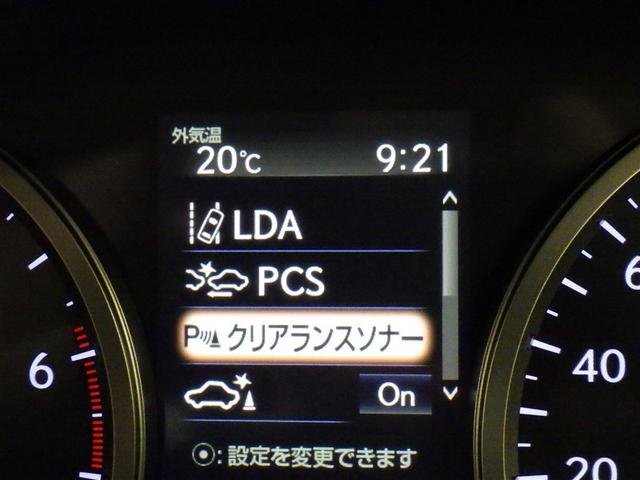 外気温
20℃ 9:21
LDA
PCS
P クリアランスソナー
On
:設定を変更できます
6
6
40
20